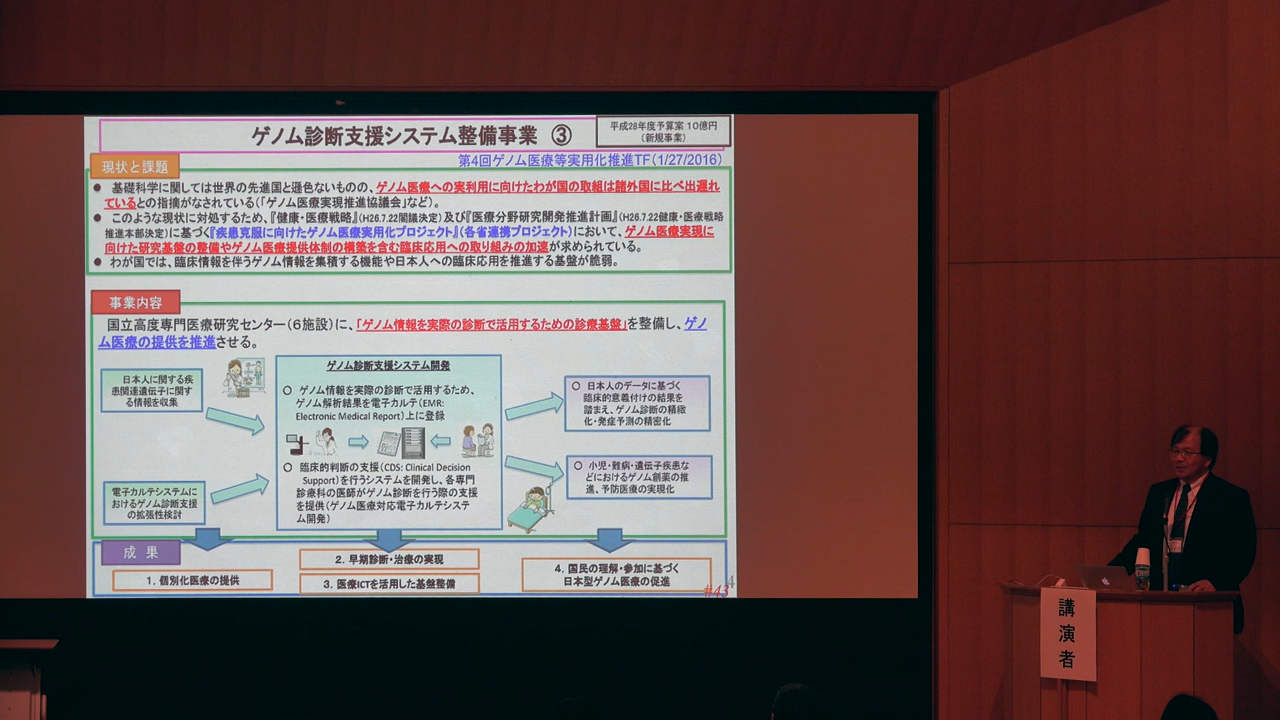 ゲノム診断支援システム整備事業 ③
平成28年度予算案 10億円
(新規事業)
第4回ゲノム医療等実用化推進TF(1/27/2016)
現状と課題
● 基礎科学に関しては世界の先進国と遜色ないものの、ゲノム医療への実利用に向けたわが国の取組は諸外国に比べ出遅れ
ているとの指摘がなされている(「ゲノム医療実現推進協議会」など)。
● このような現状に対処するため、『健康・医療戦略』(H26.7.22閣議決定)及び『医療分野研究開発推進計画』(H26.7.22健康・医療戦略
推進本部決定)に基づく『疾患克服に向けたゲノム医療実用化プロジェクト』(各省連携プロジェクト)において、ゲノム医療実現に
向けた研究基盤の整備やゲノム医療提供体制の構築を含む臨床応用への取り組みの加速が求められている。
● わが国では、臨床情報を伴うゲノム情報を集積する機能や日本人への臨床応用を推進する基盤が脆弱。
事業内容
国立高度専門医療研究センター(6施設)に、「ゲノム情報を実際の診断で活用するための診療基盤」を整備し、ゲノ
ム医療の提供を推進させる。
日本人に関する疾
患関連遺伝子に関す
る情報を収集
電子カルテシステムに
おけるゲノム診断支援
の拡張性検討
ゲノム診断支援システム開発
○ ゲノム情報を実際の診断で活用するため、
ゲノム解析結果を電子カルテ(EMR:
Electronic Medical Report)上に登録
○ 臨床的判断の支援(CDS: Clinical Decision
Support)を行うシステムを開発し、各専門
診療科の医師がゲノム診断を行う際の支援
を提供(ゲノム医療対応電子カルテシステ
ム開発)
○ 日本人のデータに基づく
臨床的意義付けの結果を
踏まえ、ゲノム診断の精緻
化・発症予測の精密化
○ 小児・難病・遺伝子疾患な
どにおけるゲノム創薬の推
進、予防医療の実現化
成 果
1. 個別化医療の提供
2. 早期診断・治療の実現
3. 医療ICTを活用した基盤整備
4. 国民の理解・参加に基づく
日本型ゲノム医療の促進
#43
4
講演者